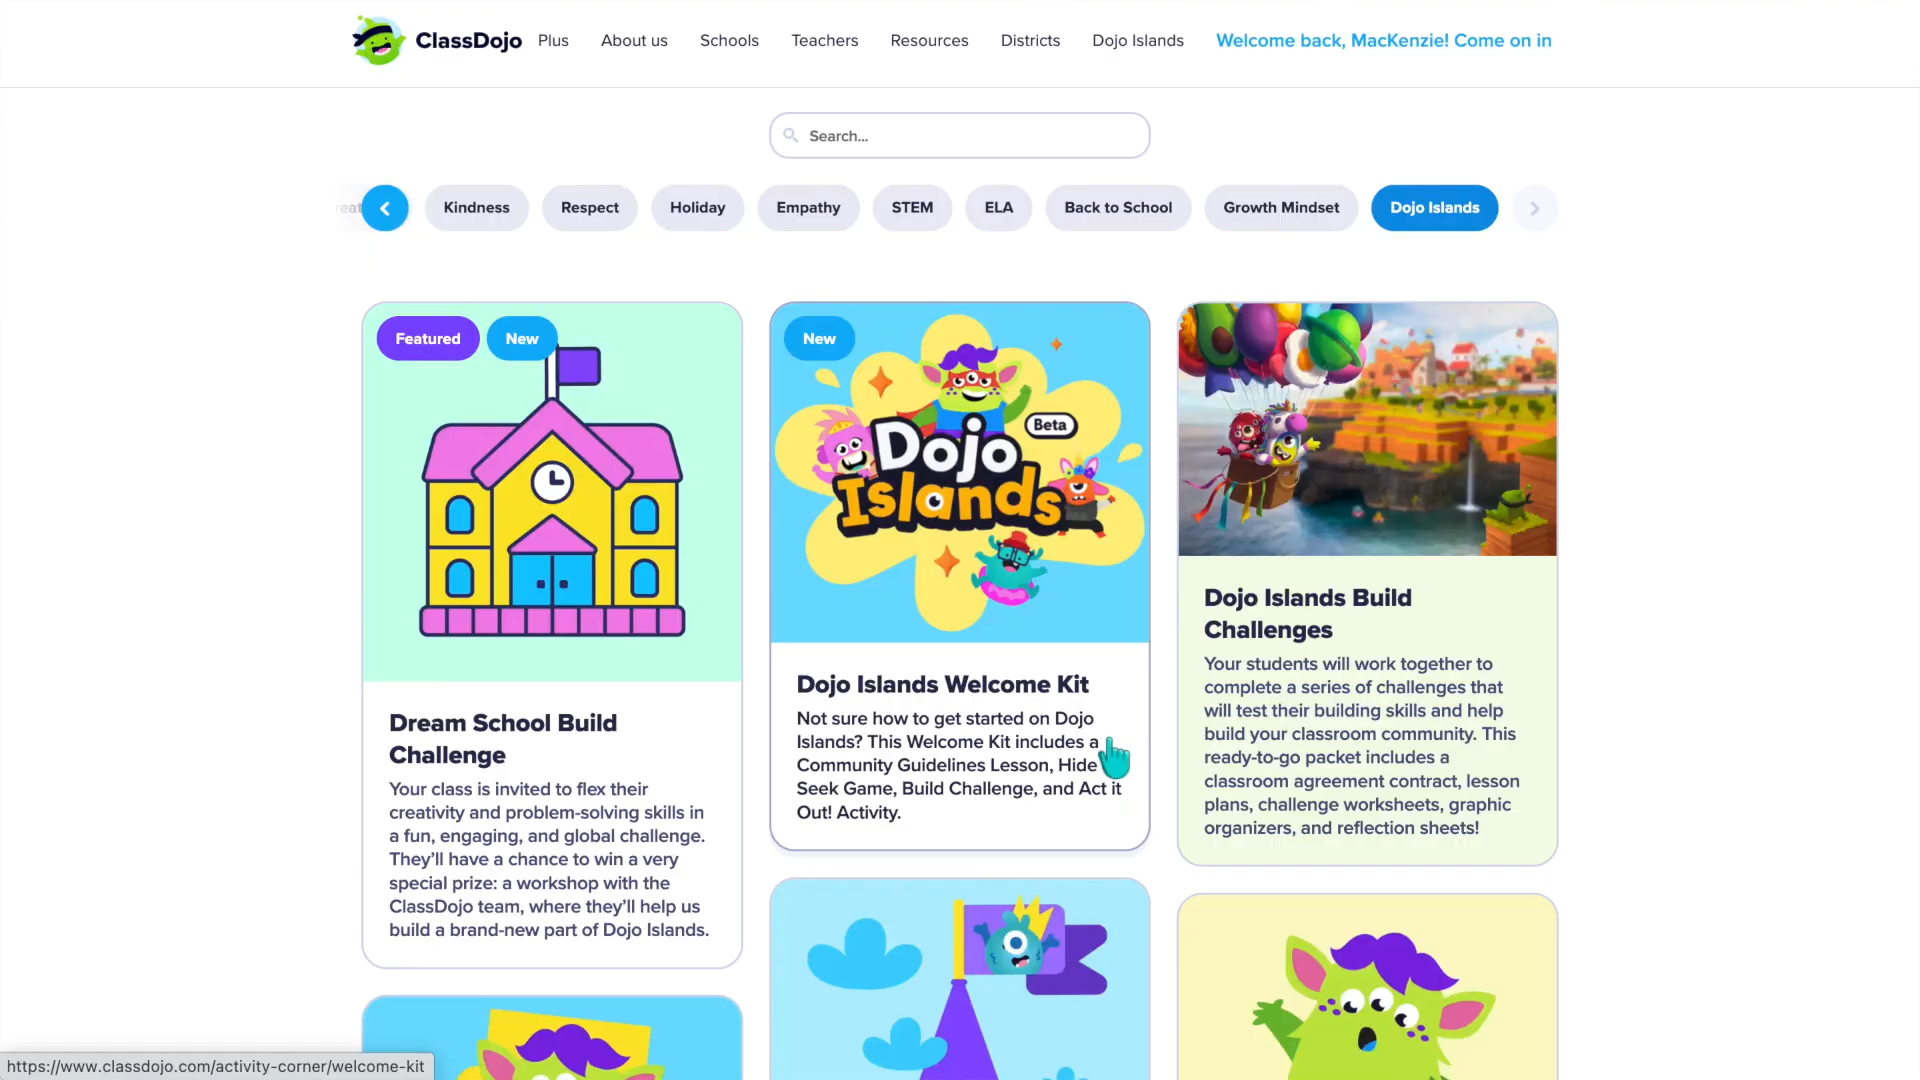 ClassDojo
Plus
About us
Schools
Teachers
Resources
Districts
Dojo Islands
Welcome back, MacKenzie! Come on in
Search...
Kindness
Respect
Holiday
Empathy
STEM
ELA
Back to School
Growth Mindset
Dojo Islands
Featured
New
Dream School Build
Challenge
Your class is invited to flex their
creativity and problem-solving skills in
a fun, engaging, and global challenge.
They'll have a chance to win a very
special prize: a workshop with the
ClassDojo team, where they'll help us
build a brand-new part of Dojo Islands.
New
Beta
Dojo
Islands
Dojo Islands Welcome Kit
Not sure how to get started on Dojo
Islands? This Welcome Kit includes a
Community Guidelines Lesson, Hide
Seek Game, Build Challenge, and Act it
Out! Activity.
Dojo Islands Build
Challenges
Your students will work together to
complete a series of challenges that
will test their building skills and help
build your classroom community. This
ready-to-go packet includes a
classroom agreement contract, lesson
plans, challenge worksheets, graphic
organizers, and reflection sheets!
https://www.classdojo.com/activity-corner/welcome-kit